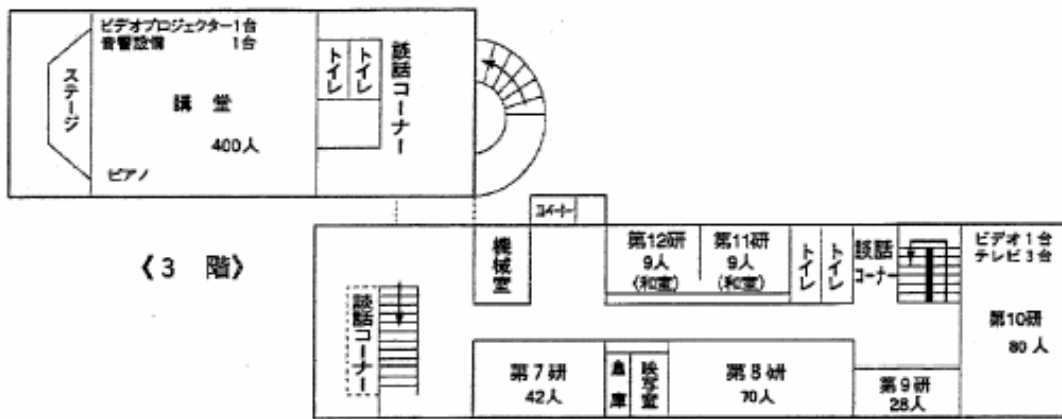 ビデオプロジェクター1台
音響設備 1台
ステージ
講 堂
400人
ピアノ
トイレ
トイレ
談話コーナー
《3 階》
談話コーナー
機械室
第12研
9人
(和室)
第11研
9人
(和室)
トイレ
トイレ
談話
コーナー
ビデオ1台
テレビ3台
第10研
80人
第7研
42人
倉庫
映写室
第8研
70人
第9研
28人